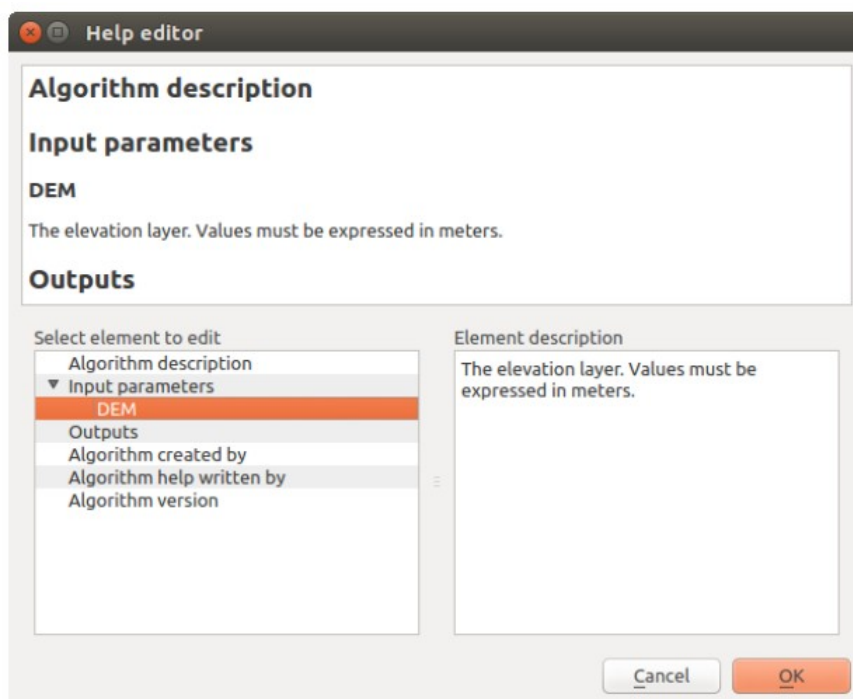 Help editor
Algorithm description
Input parameters
DEM
The elevation layer. Values must be expressed in meters.
Outputs
Select element to edit
Algorithm description
Input parameters
DEM
Outputs
Algorithm created by
Algorithm help written by
Algorithm version
Element description
The elevation layer. Values must be
expressed in meters.
Cancel
OK